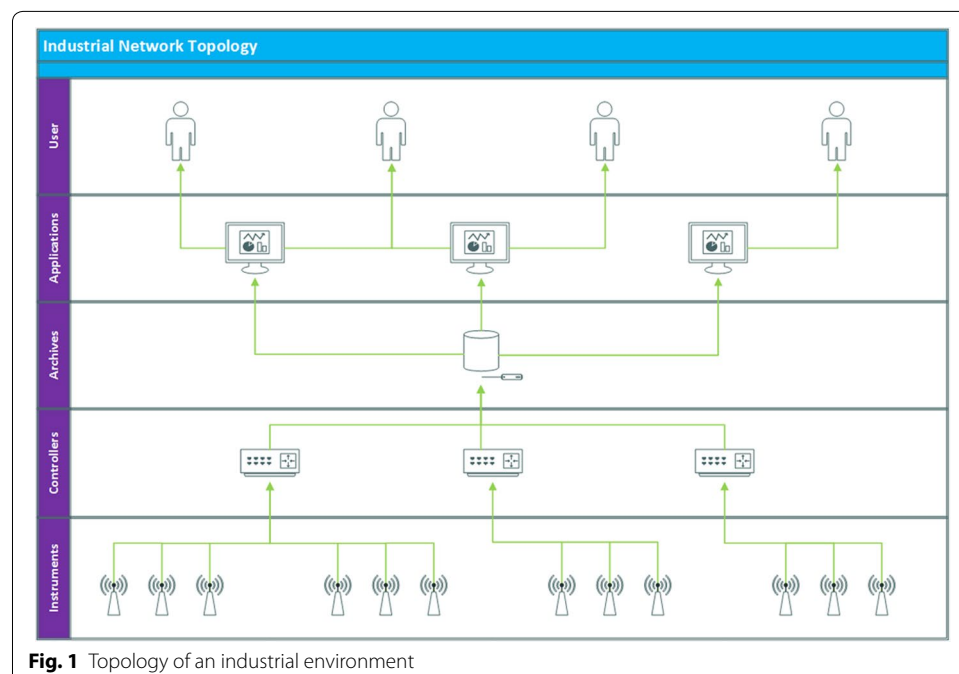 Industrial Network Topology
User
Applications
Archives
Controllers
Instruments
Fig. 1 Topology of an industrial environment